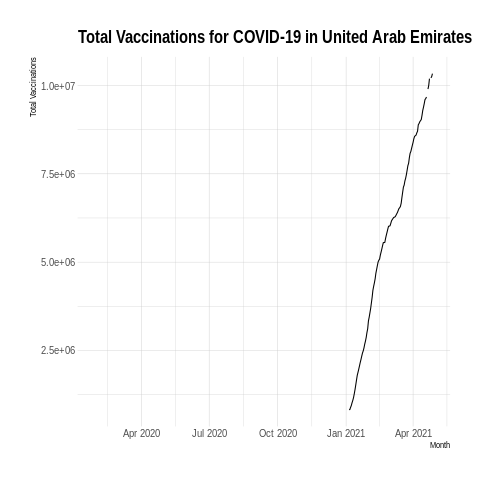 Total Vaccinations for COVID-19 in United Arab Emirates
Total Vaccinations
1.0e+07
7.5e+06
5.0e+06
2.5e+06
Apr 2020
Jul 2020
Oct 2020
Jan 2021
Apr 2021
Month